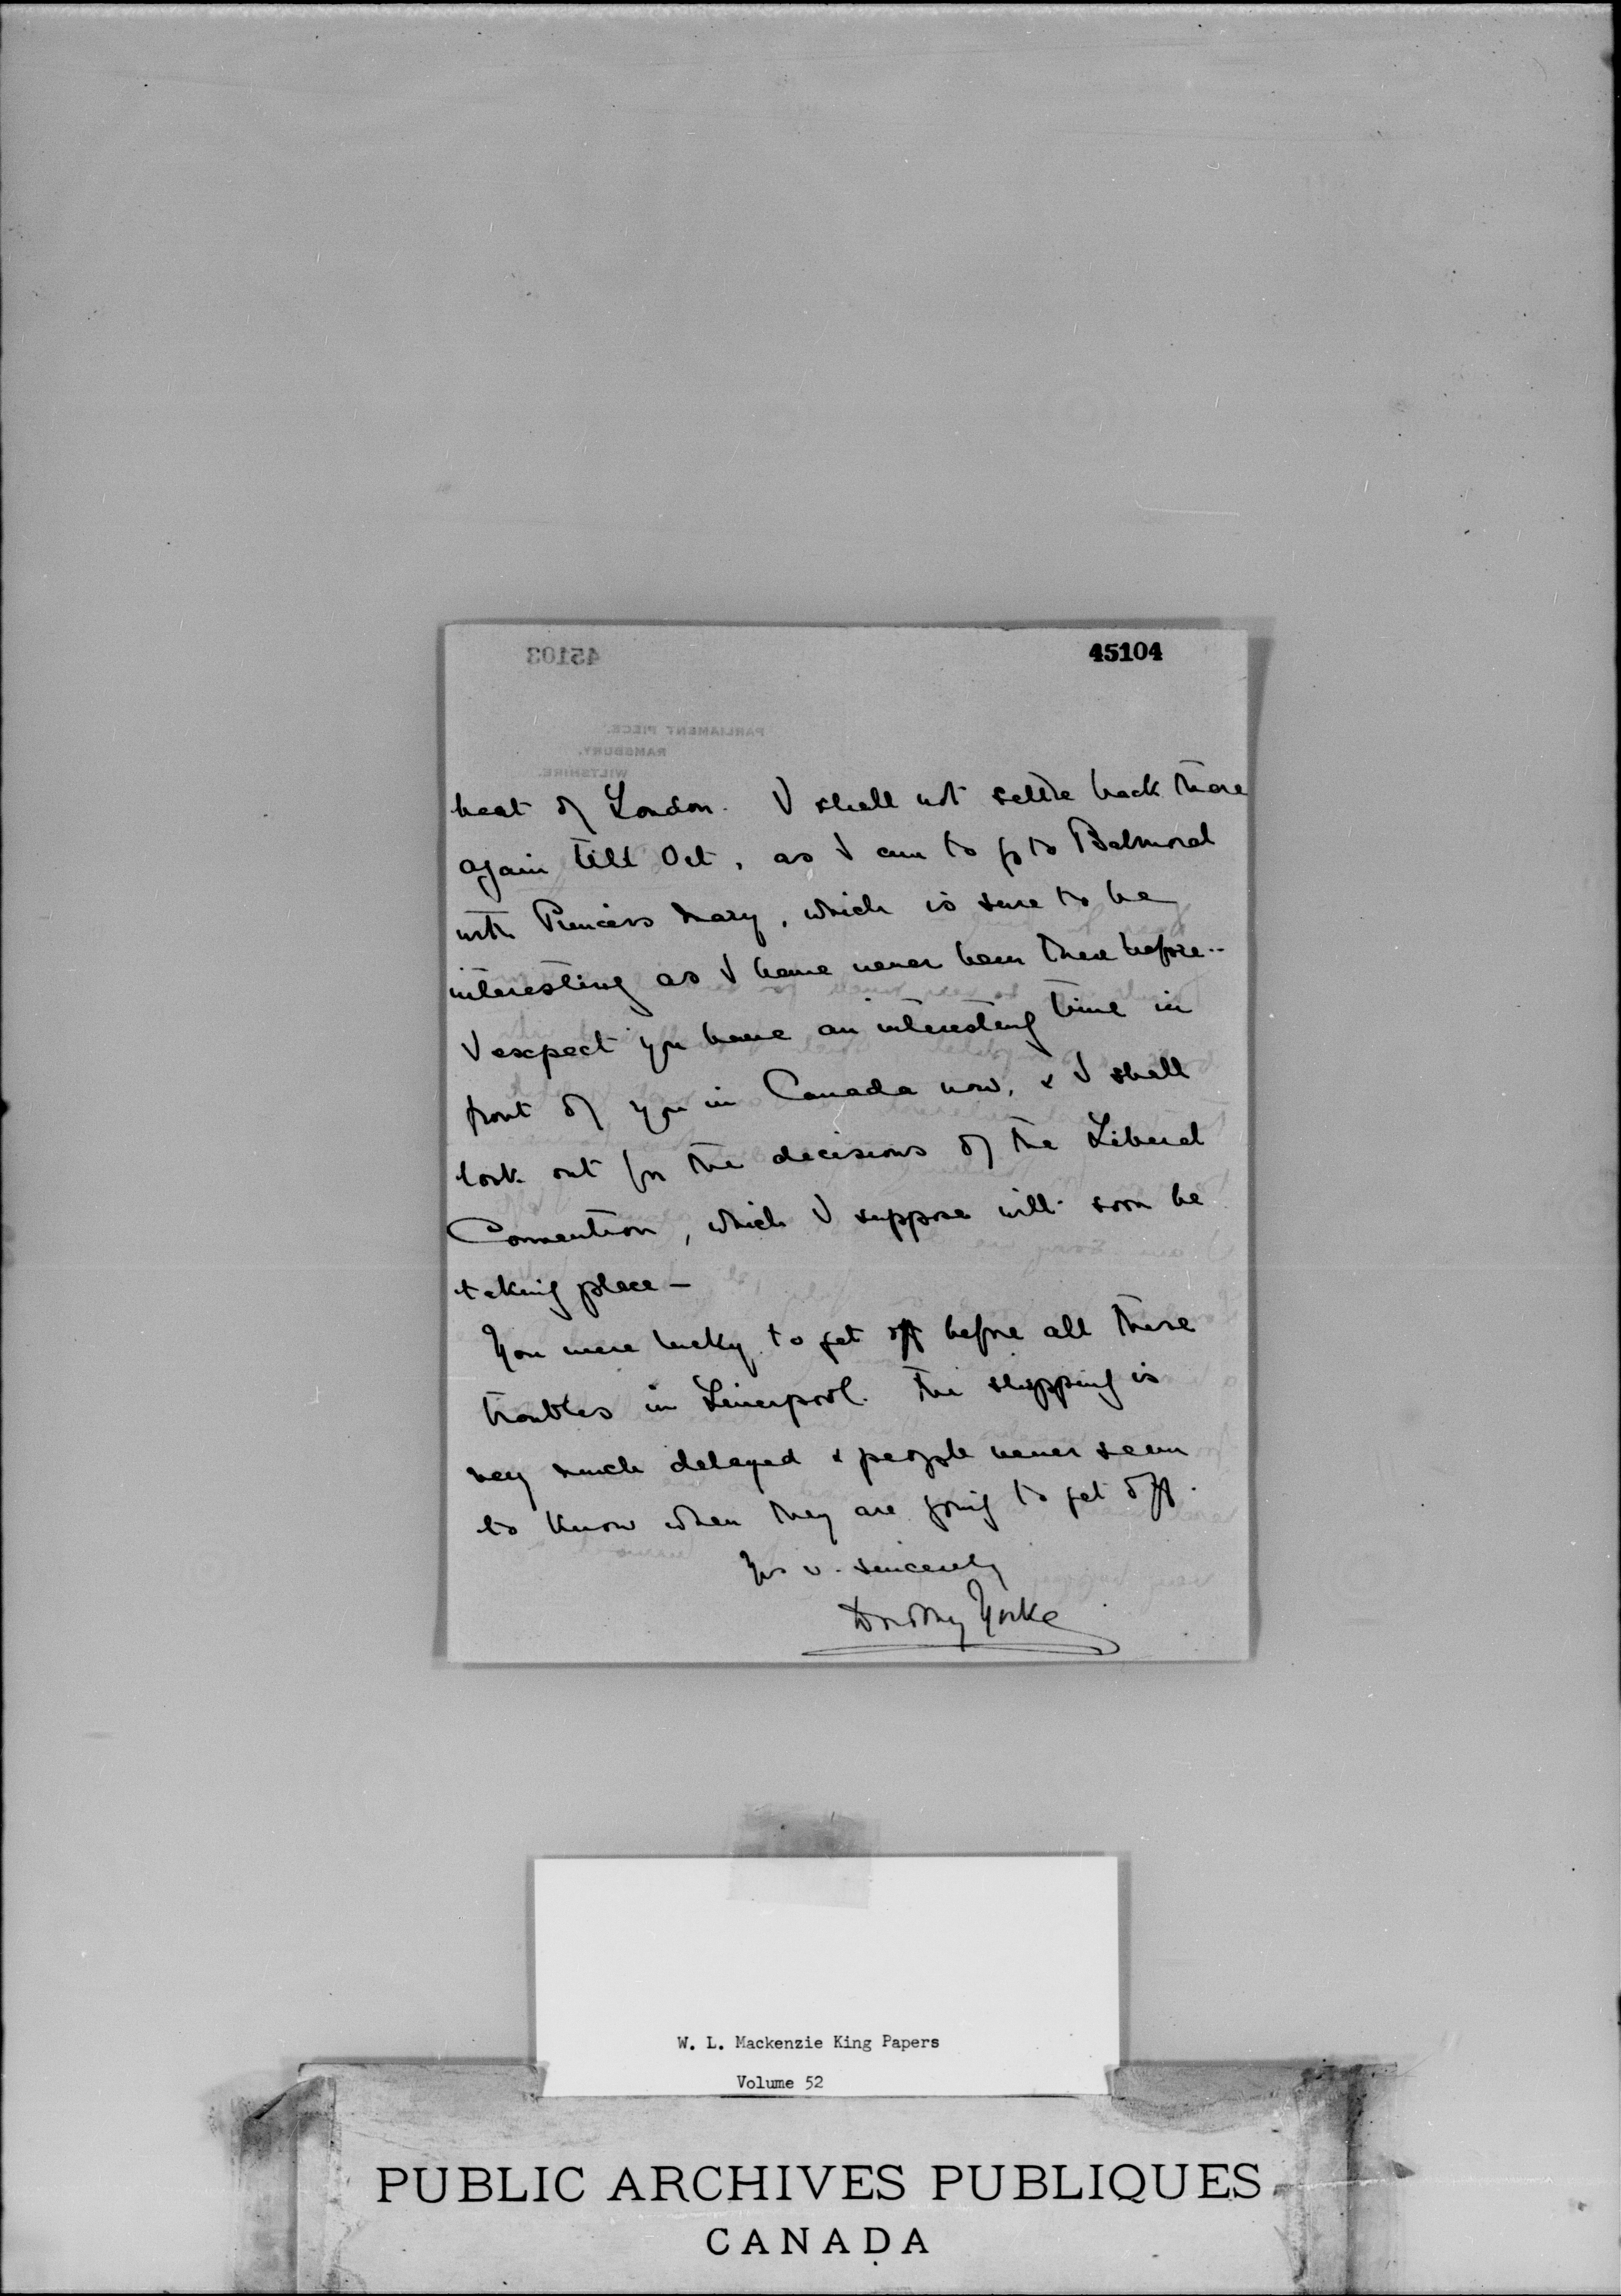 45103
45104
PARLIAMENT PIECE.
RAMSBURY.
WILTSHIRE.
heat of London. I shall not settle back there
again till Oct, as I am to go to Balmoral
with Princess Mary, which is sure to be
interesting as I have never been there before..
I expect you have an interesting time in
front of you in Canada now, & I shall
look out for the decisions of the Liberal
Convention, which I suppose will soon be
taking place —
You were lucky to get off before all these
troubles in Liverpool. The shipping is
very much delayed & people never seem
to know when they are going to get off.
Yrs v. sincerely
Dorothy Yorke
W. L. Mackenzie King Papers
Volume 52
PUBLIC ARCHIVES PUBLIQUES
CANADA